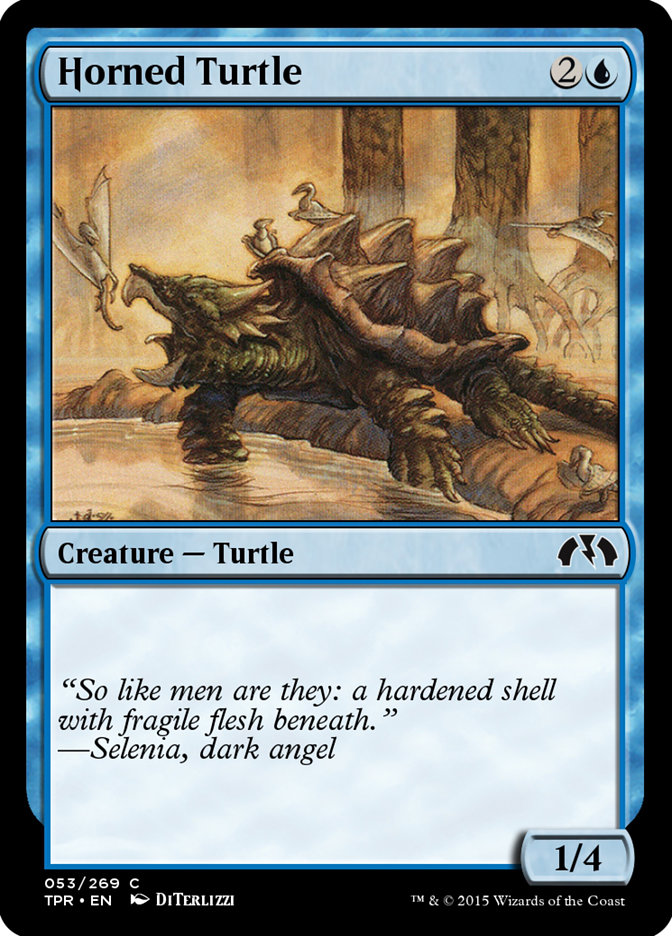 Horned Turtle
2
Creature — Turtle
“So like men are they: a hardened shell
with fragile flesh beneath.”
—Selenia, dark angel
1/4
053/269 C
TPR • EN DiTerlizzi
™ & © 2015 Wizards of the Coast